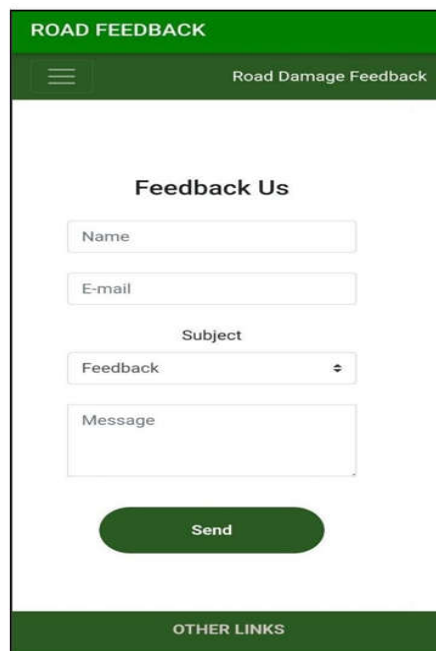 ROAD FEEDBACK
Road Damage Feedback
Feedback Us
Name
E-mail
Subject
Feedback
Message
Send
OTHER LINKS